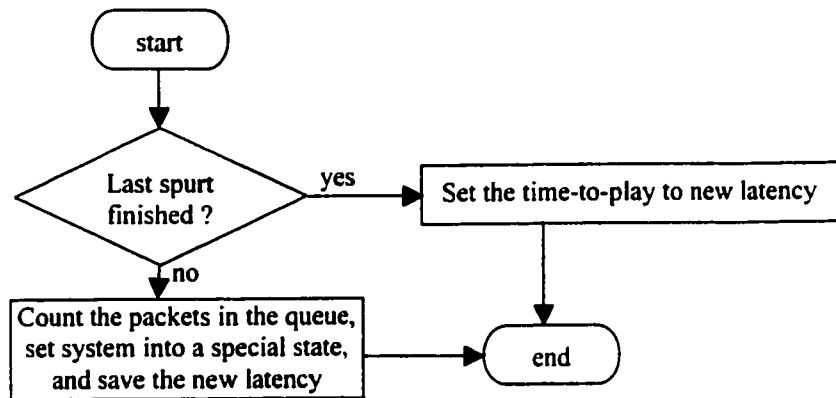 start
Last spurt
finished ?
yes
Set the time-to-play to new latency
no
Count the packets in the queue,
set system into a special state,
and save the new latency
end